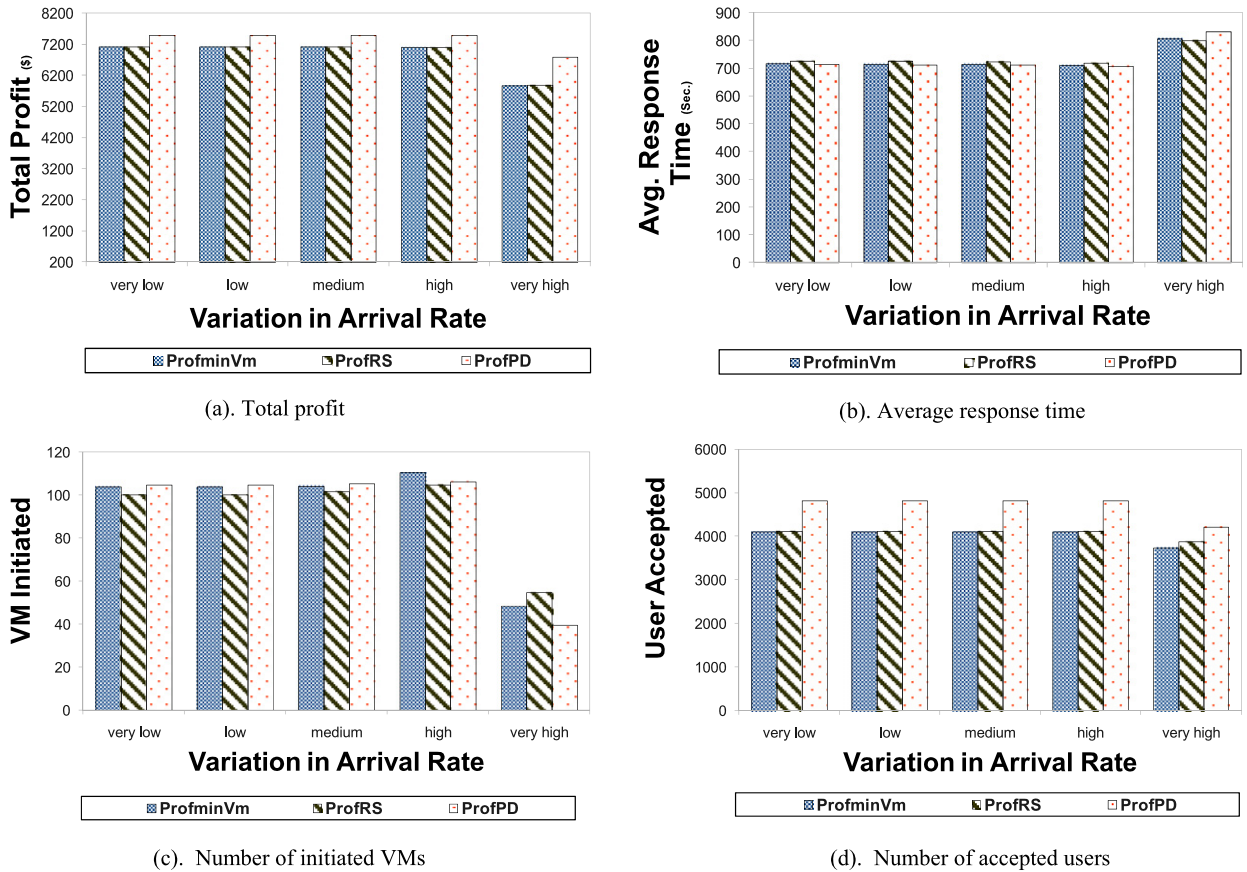 8200
7200
6200
5200
4200
3200
2200
1200
200
Total Profit ($)
very low low medium high very high
Variation in Arrival Rate
ProfminVm ProfRS ProfPD
(a). Total profit
900
800
700
600
500
400
300
200
100
0
Avg. Response
Time (Sec.)
very low low medium high very high
Variation in Arrival Rate
ProfminVm ProfRS ProfPD
(b). Average response time
120
100
80
60
40
20
0
VM Initiated
very low low medium high very high
Variation in Arrival Rate
ProfminVm ProfRS ProfPD
(c). Number of initiated VMs
6000
5000
4000
3000
2000
1000
0
User Accepted
very low low medium high very high
Variation in Arrival Rate
ProfminVm ProfRS ProfPD
(d). Number of accepted users